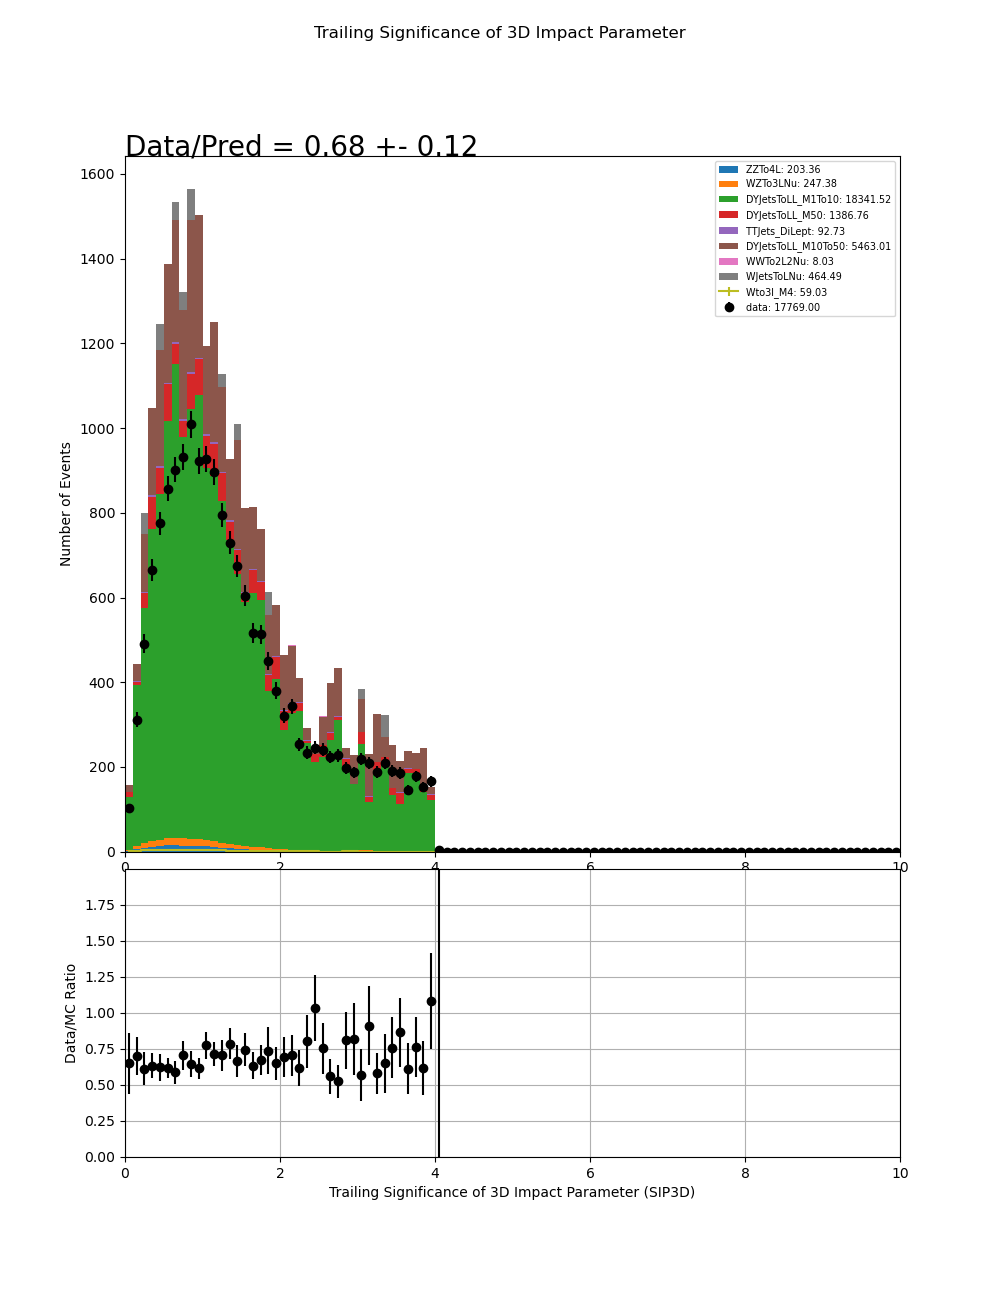 Trailing Significance of 3D Impact Parameter
Data/Pred = 0.68 +- 0.12
1600
1400
1200
1000
800
600
400
200
0
Number of Events
ZZTo4L: 203.36
WZTo3LNu: 247.38
DYJetsToLL_M1To10: 18341.52
DYJetsToLL_M50: 1386.76
TTJets_DiLept: 92.73
DYJetsToLL_M10To50: 5463.01
WWTo2L2Nu: 8.03
WJetsToLNu: 464.49
Wto3l_M4: 59.03
data: 17769.00
0 2 4 6 8 10
1.75
1.50
1.25
1.00
0.75
0.50
0.25
0.00
Data/MC Ratio
0 2 4 6 8 10
Trailing Significance of 3D Impact Parameter (SIP3D)